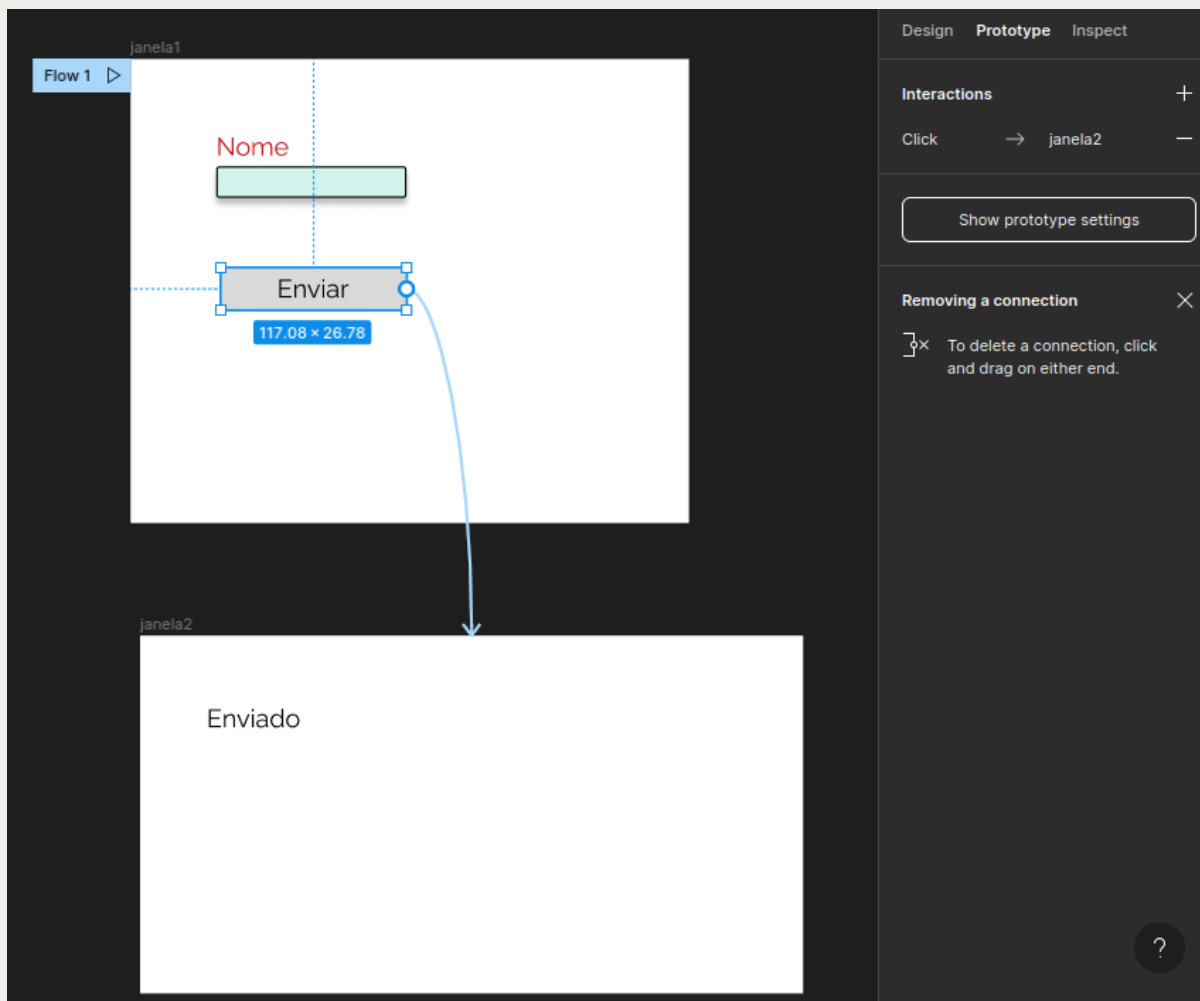 janela1
Flow 1
Nome
Enviar
117.08 × 26.78
janela2
Enviado
Design Prototype Inspect
Interactions
Click → janela2
Show prototype settings
Removing a connection
To delete a connection, click
and drag on either end.
?